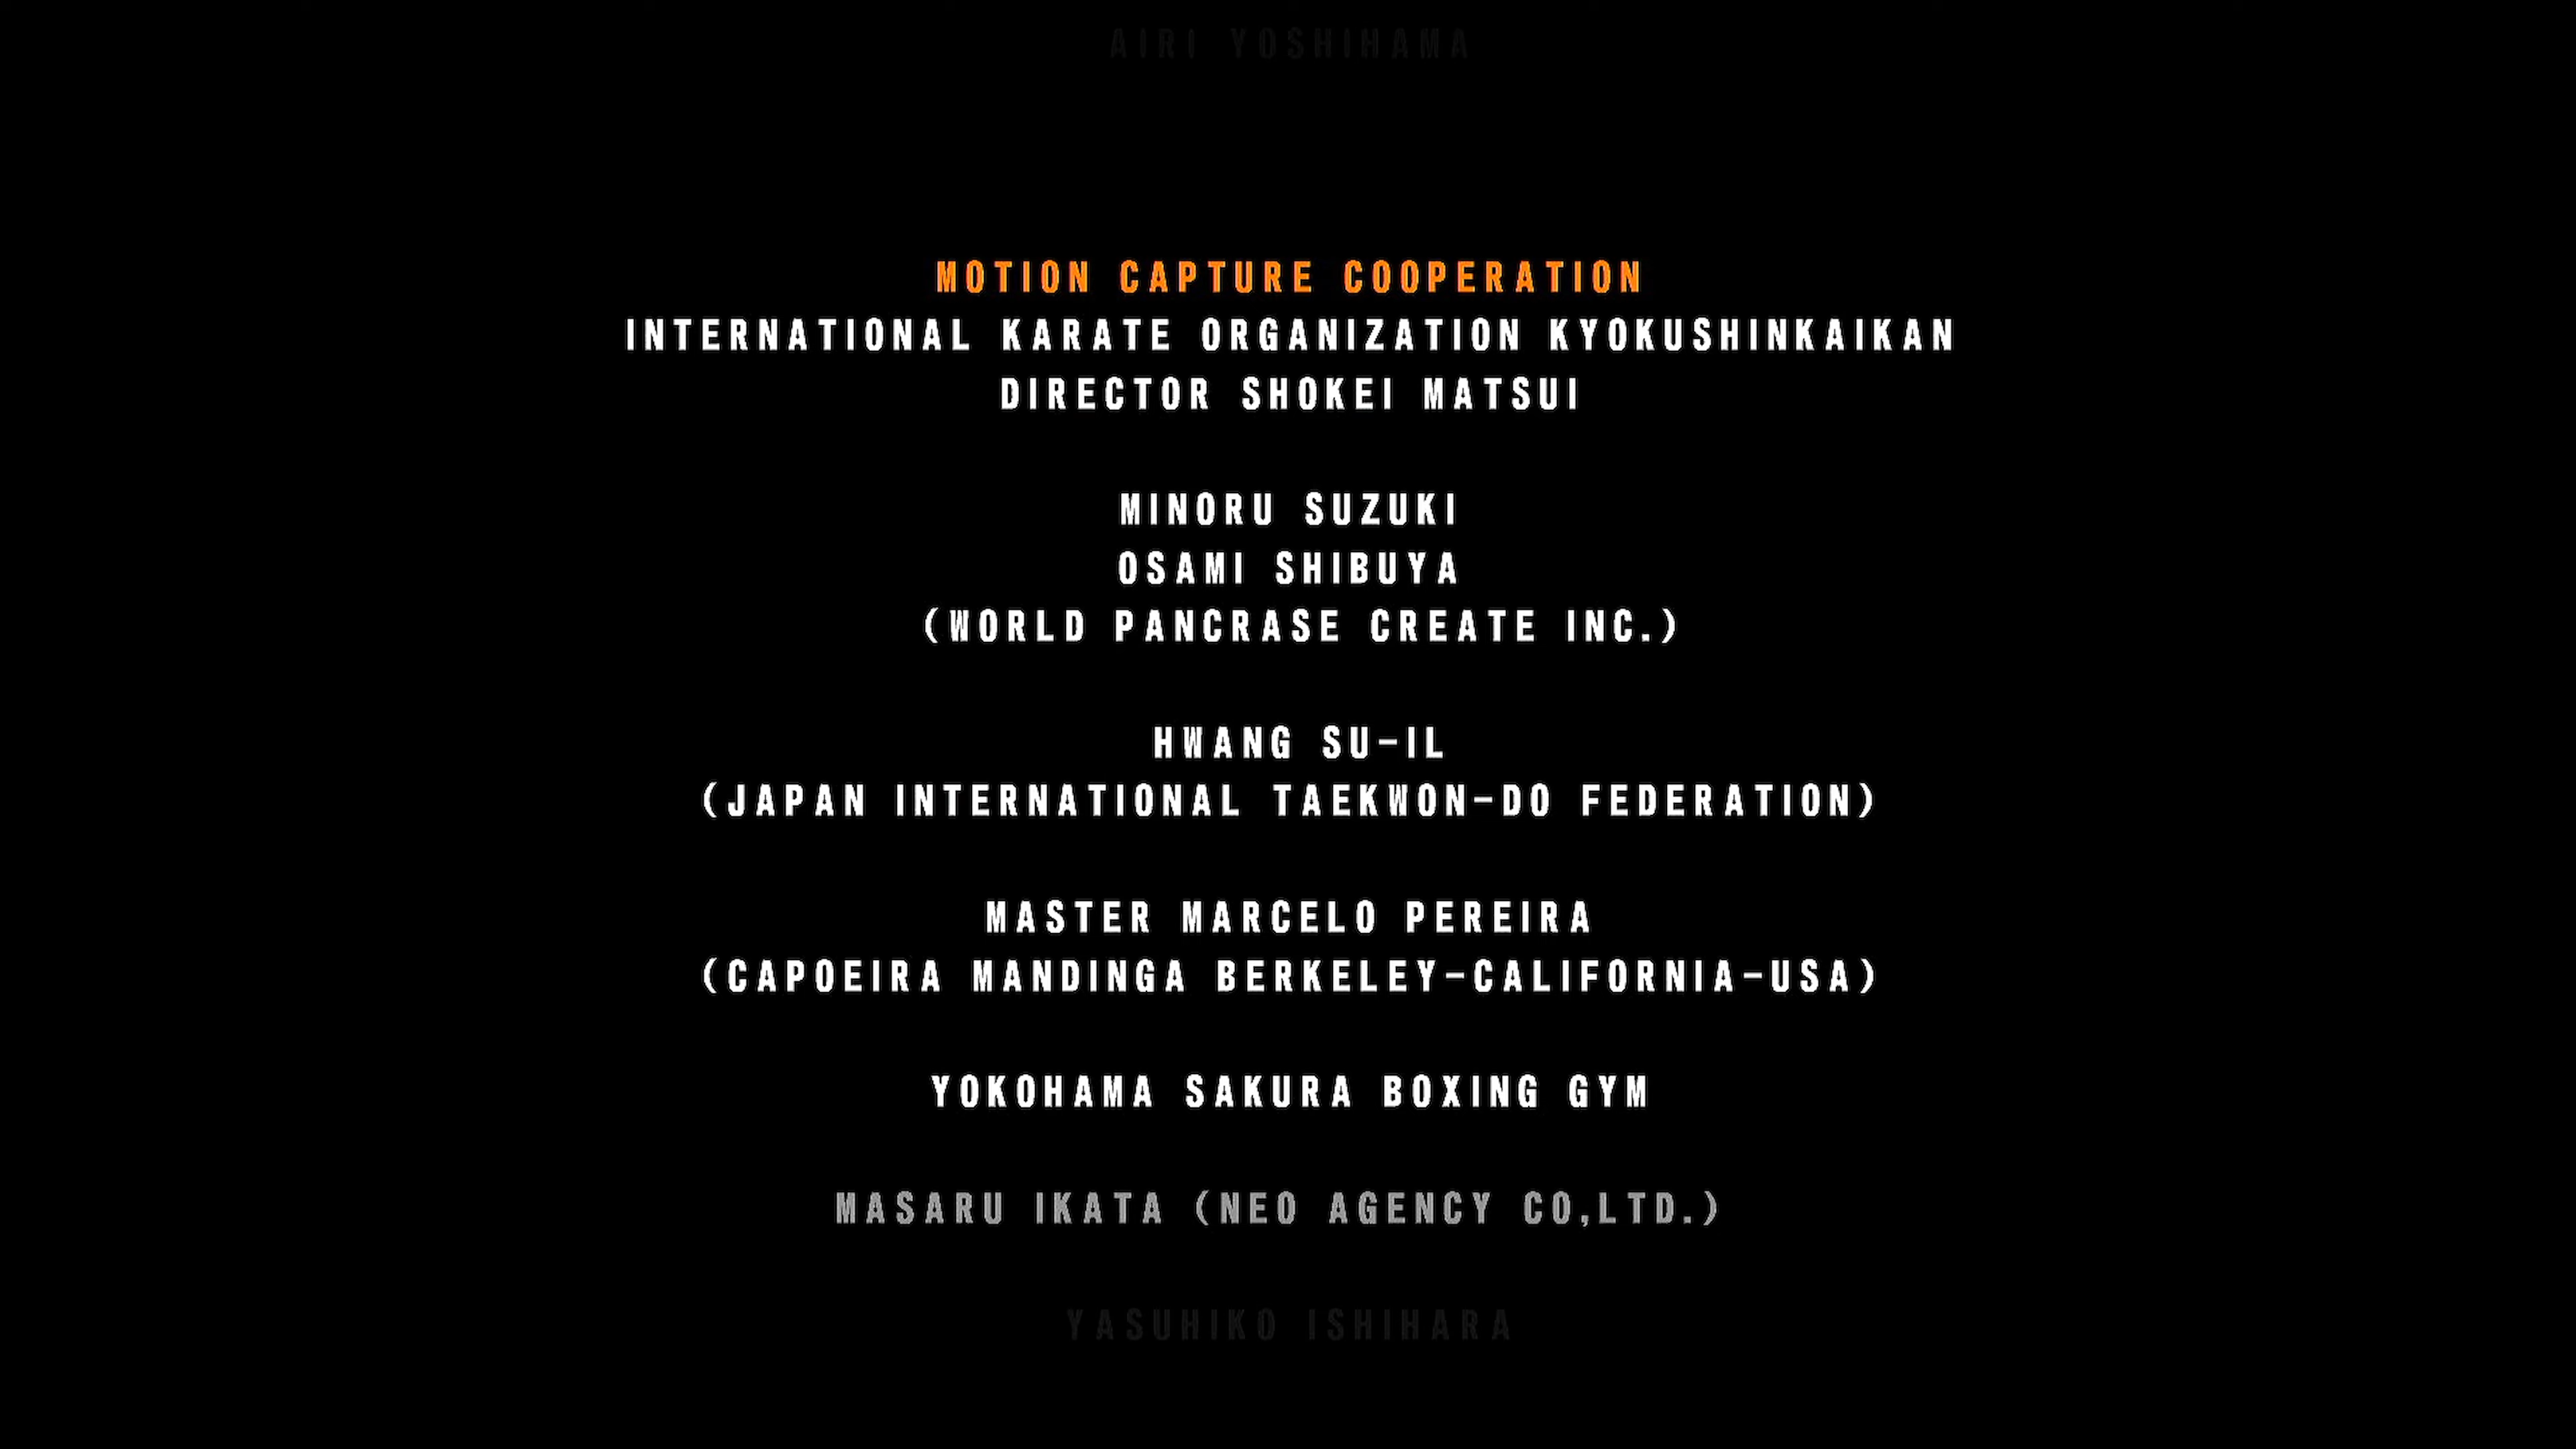 AIRI YOSHIHAMA
MOTION CAPTURE COOPERATION
INTERNATIONAL KARATE ORGANIZATION KYOKUSHINKAIKAN
DIRECTOR SHOKEI MATSUI
MINORU SUZUKI
OSAMI SHIBUYA
(WORLD PANCRASE CREATE INC.)
HWANG SU-IL
(JAPAN INTERNATIONAL TAEKWON-DO FEDERATION)
MASTER MARCELO PEREIRA
(CAPOEIRA MANDINGA BERKELEY-CALIFORNIA-USA)
YOKOHAMA SAKURA BOXING GYM
MASARU IKATA (NEO AGENCY CO,LTD.)
YASUHIKO ISHIHARA